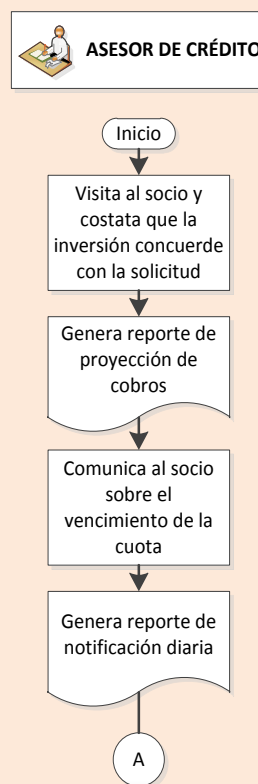 ASESOR DE CRÉDITO
Inicio
Visita al socio y
costata que la
inversión concuerde
con la solicitud
Genera reporte de
proyección de
cobros
Comunica al socio
sobre el
vencimiento de la
cuota
Genera reporte de
notificación diaria
A